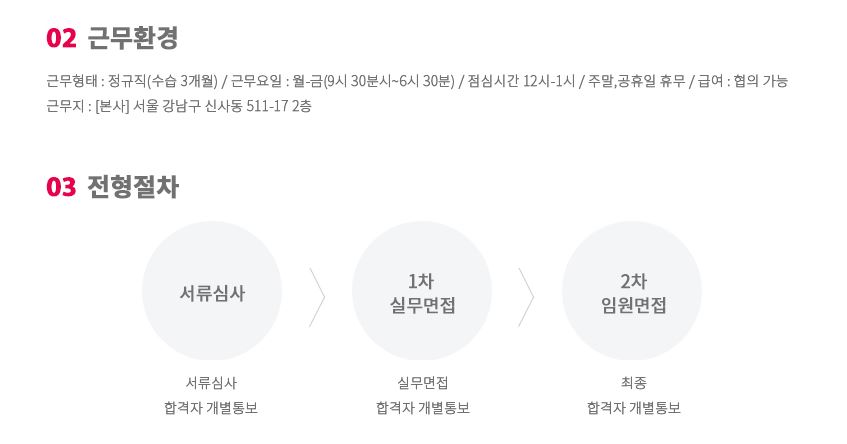 02 근무환경
근무형태 : 정규직(수습 3개월) / 근무요일 : 월-금(9시 30분시~6시 30분) / 점심시간 12시-1시 / 주말,공휴일 휴무 / 급여 : 협의 가능
근무지 : [본사] 서울 강남구 신사동 511-17 2층
03 전형절차
서류심사
1차
실무면접
2차
임원면접
서류심사
합격자 개별통보
실무면접
합격자 개별통보
최종
합격자 개별통보